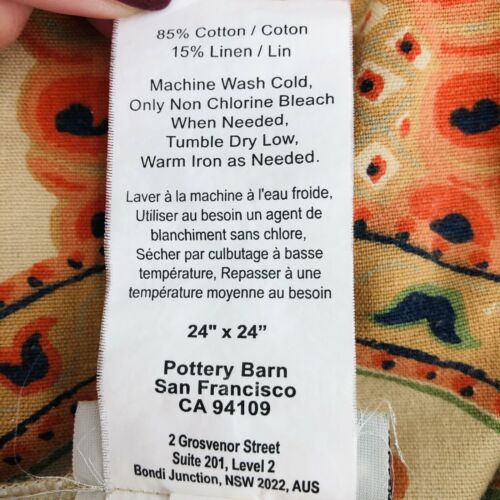 85% Cotton / Coton
15% Linen / Lin
Machine Wash Cold,
Only Non Chlorine Bleach
When Needed,
Tumble Dry Low,
Warm Iron as Needed.
Laver à la machine à l'eau froide,
Utiliser au besoin un agent de
blanchiment sans chlore,
Sécher par culbutage à basse
température, Repasser à une
température moyenne au besoin
24" x 24”
Pottery Barn
San Francisco
CA 94109
2 Grosvenor Street
Suite 201, Level 2
Bondi Junction, NSW 2022, AUS